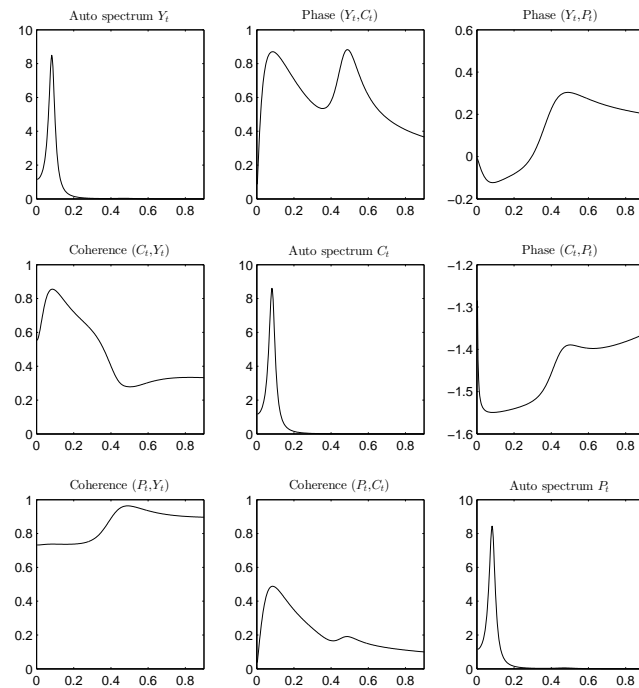 Auto spectrum Y_t
10
8
6
4
2
0
0 0.2 0.4 0.6 0.8
Phase (Y_t,C_t)
1
0.8
0.6
0.4
0.2
0
0 0.2 0.4 0.6 0.8
Phase (Y_t,P_t)
0.6
0.4
0.2
0
−0.2
0 0.2 0.4 0.6 0.8
Coherence (C_t,Y_t)
1
0.8
0.6
0.4
0.2
0
0 0.2 0.4 0.6 0.8
Auto spectrum C_t
10
8
6
4
2
0
0 0.2 0.4 0.6 0.8
Phase (C_t,P_t)
−1.2
−1.3
−1.4
−1.5
−1.6
0 0.2 0.4 0.6 0.8
Coherence (P_t,Y_t)
1
0.8
0.6
0.4
0.2
0
0 0.2 0.4 0.6 0.8
Coherence (P_t,C_t)
1
0.8
0.6
0.4
0.2
0
0 0.2 0.4 0.6 0.8
Auto spectrum P_t
10
8
6
4
2
0
0 0.2 0.4 0.6 0.8